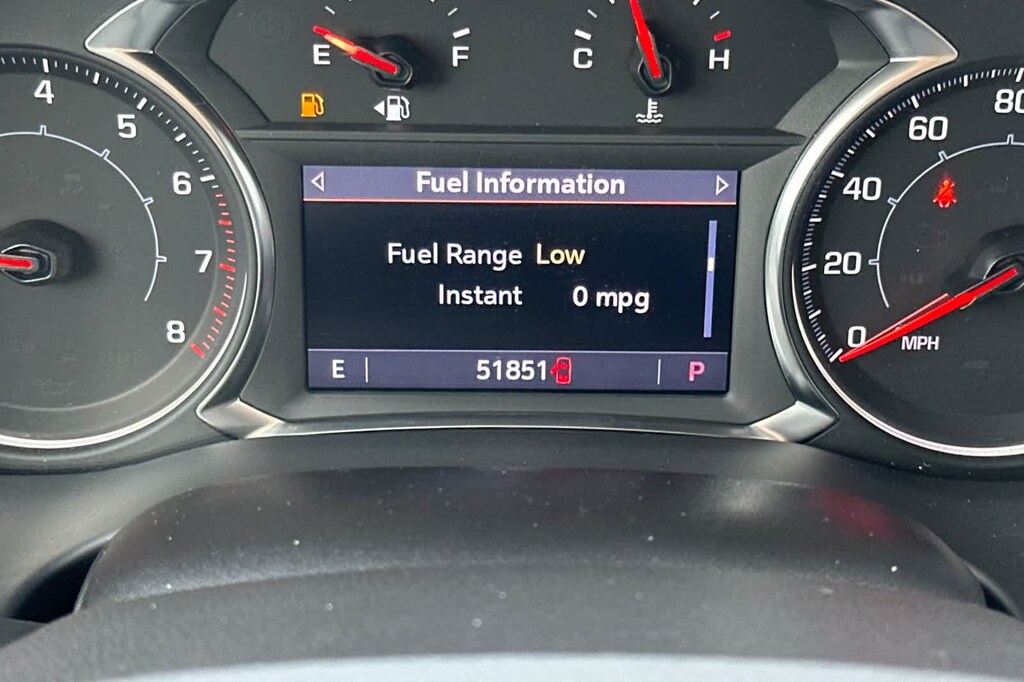 E F
C H
4
5
6
7
8
80
60
40
20
0
MPH
Fuel Information
Fuel Range Low
Instant 0 mpg
E 51851 P